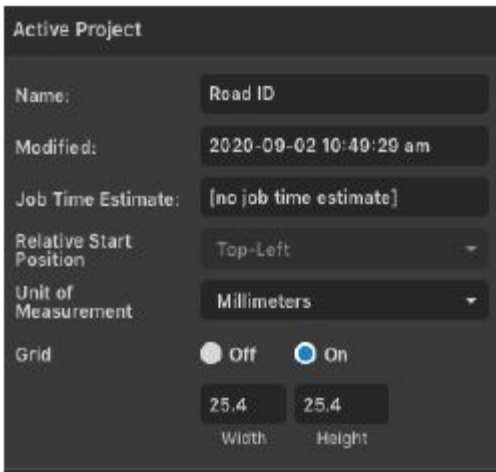 Active Project
Name: Road ID
Modified: 2020-09-02 10:49:29 am
Job Time Estimate: [no job time estimate]
Relative Start
Position Top-Left
Unit of
Measurement Millimeters
Grid Off On
25.4 25.4
Width Height